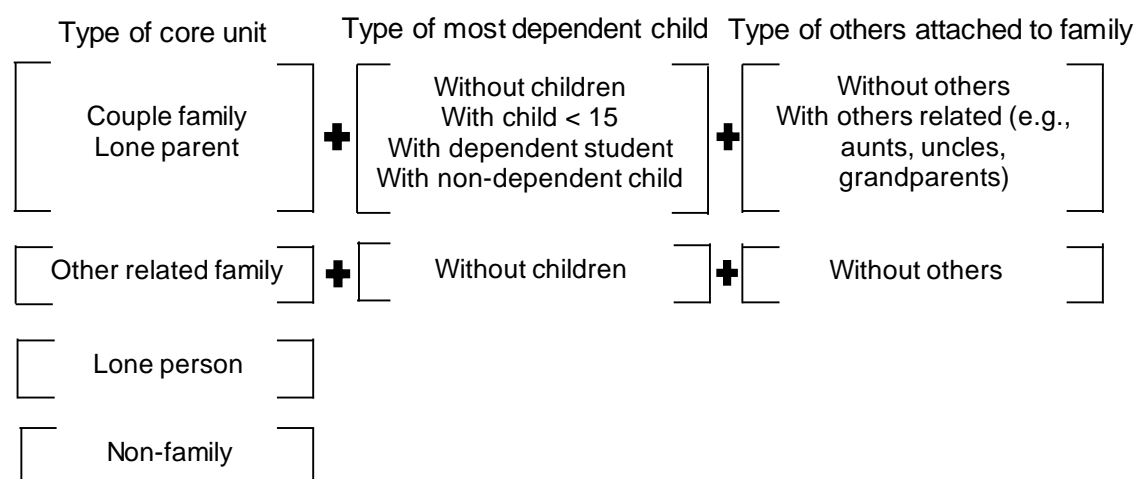 Type of core unit
Type of most dependent child
Type of others attached to family
Couple family
Lone parent
Without children
With child < 15
With dependent student
With non-dependent child
Without others
With others related (e.g.,
aunts, uncles,
grandparents)
Other related family
Without children
Without others
Lone person
Non-family